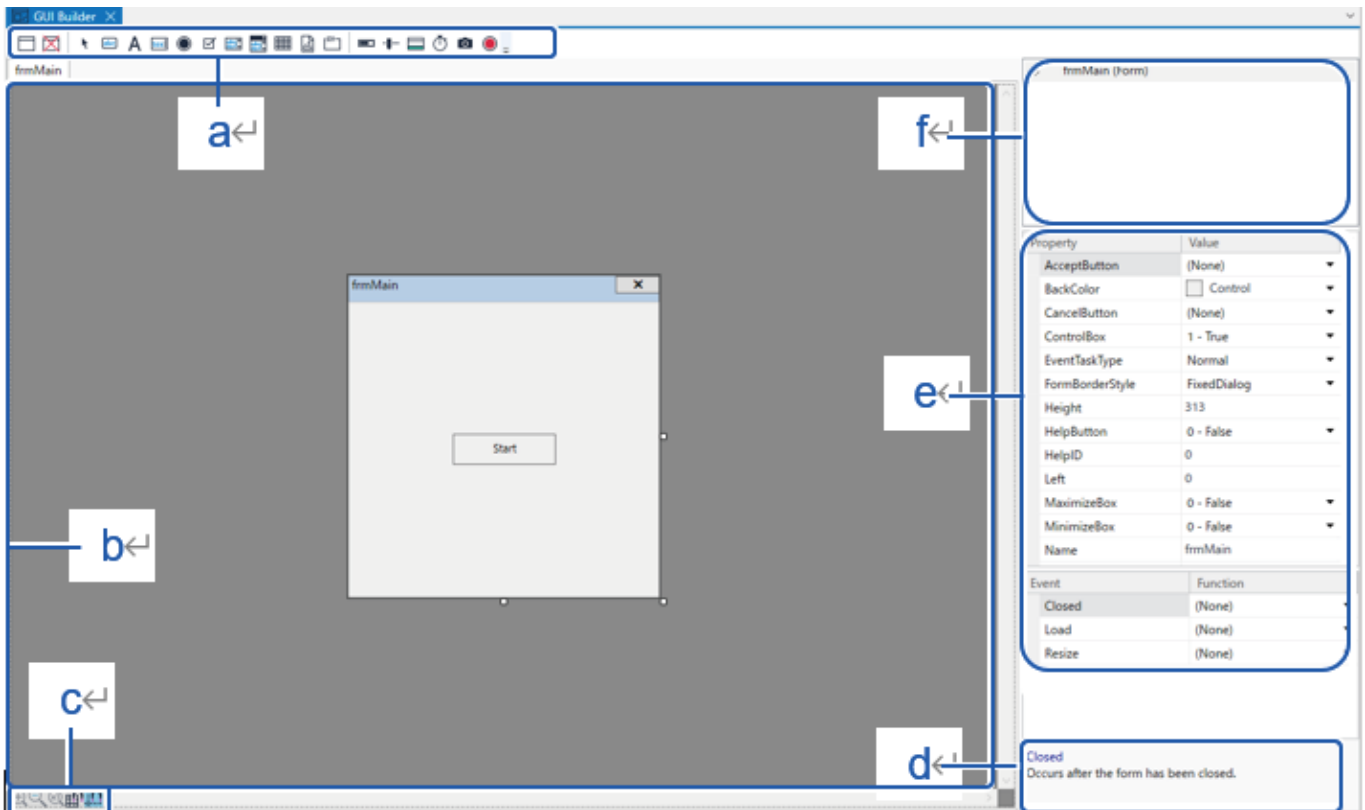 GUI Builder
frmMain
frmMain (Form)
a
f
Property Value
AcceptButton (None)
BackColor Control
CancelButton (None)
ControlBox 1 - True
EventTaskType Normal
FormBorderStyle FixedDialog
Height 313
HelpButton 0 - False
HelpID 0
Left 0
MaximizeBox 0 - False
MinimizeBox 0 - False
Name frmMain
frmMain
Start
e
b
Event Function
Closed (None)
Load (None)
Resize (None)
c
d
Closed
Occurs after the form has been closed.